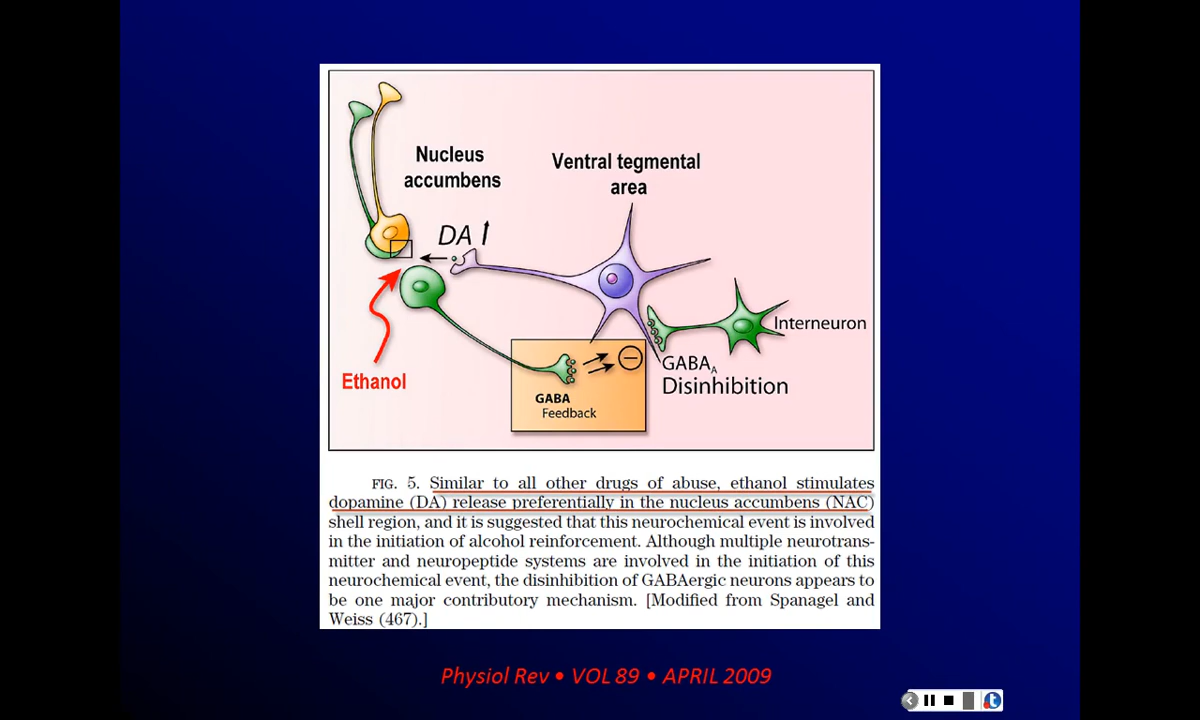 Nucleus
accumbens
Ventral tegmental
area
DA
Interneuron
Ethanol
GABAA
Disinhibition
GABA
Feedback
FIG. 5. Similar to all other drugs of abuse, ethanol stimulates
dopamine (DA) release preferentially in the nucleus accumbens (NAC)
shell region, and it is suggested that this neurochemical event is involved
in the initiation of alcohol reinforcement. Although multiple neurotrans-
mitter and neuropeptide systems are involved in the initiation of this
neurochemical event, the disinhibition of GABAergic neurons appears to
be one major contributory mechanism. [Modified from Spanagel and
Weiss (467).]
Physiol Rev • VOL 89 • APRIL 2009